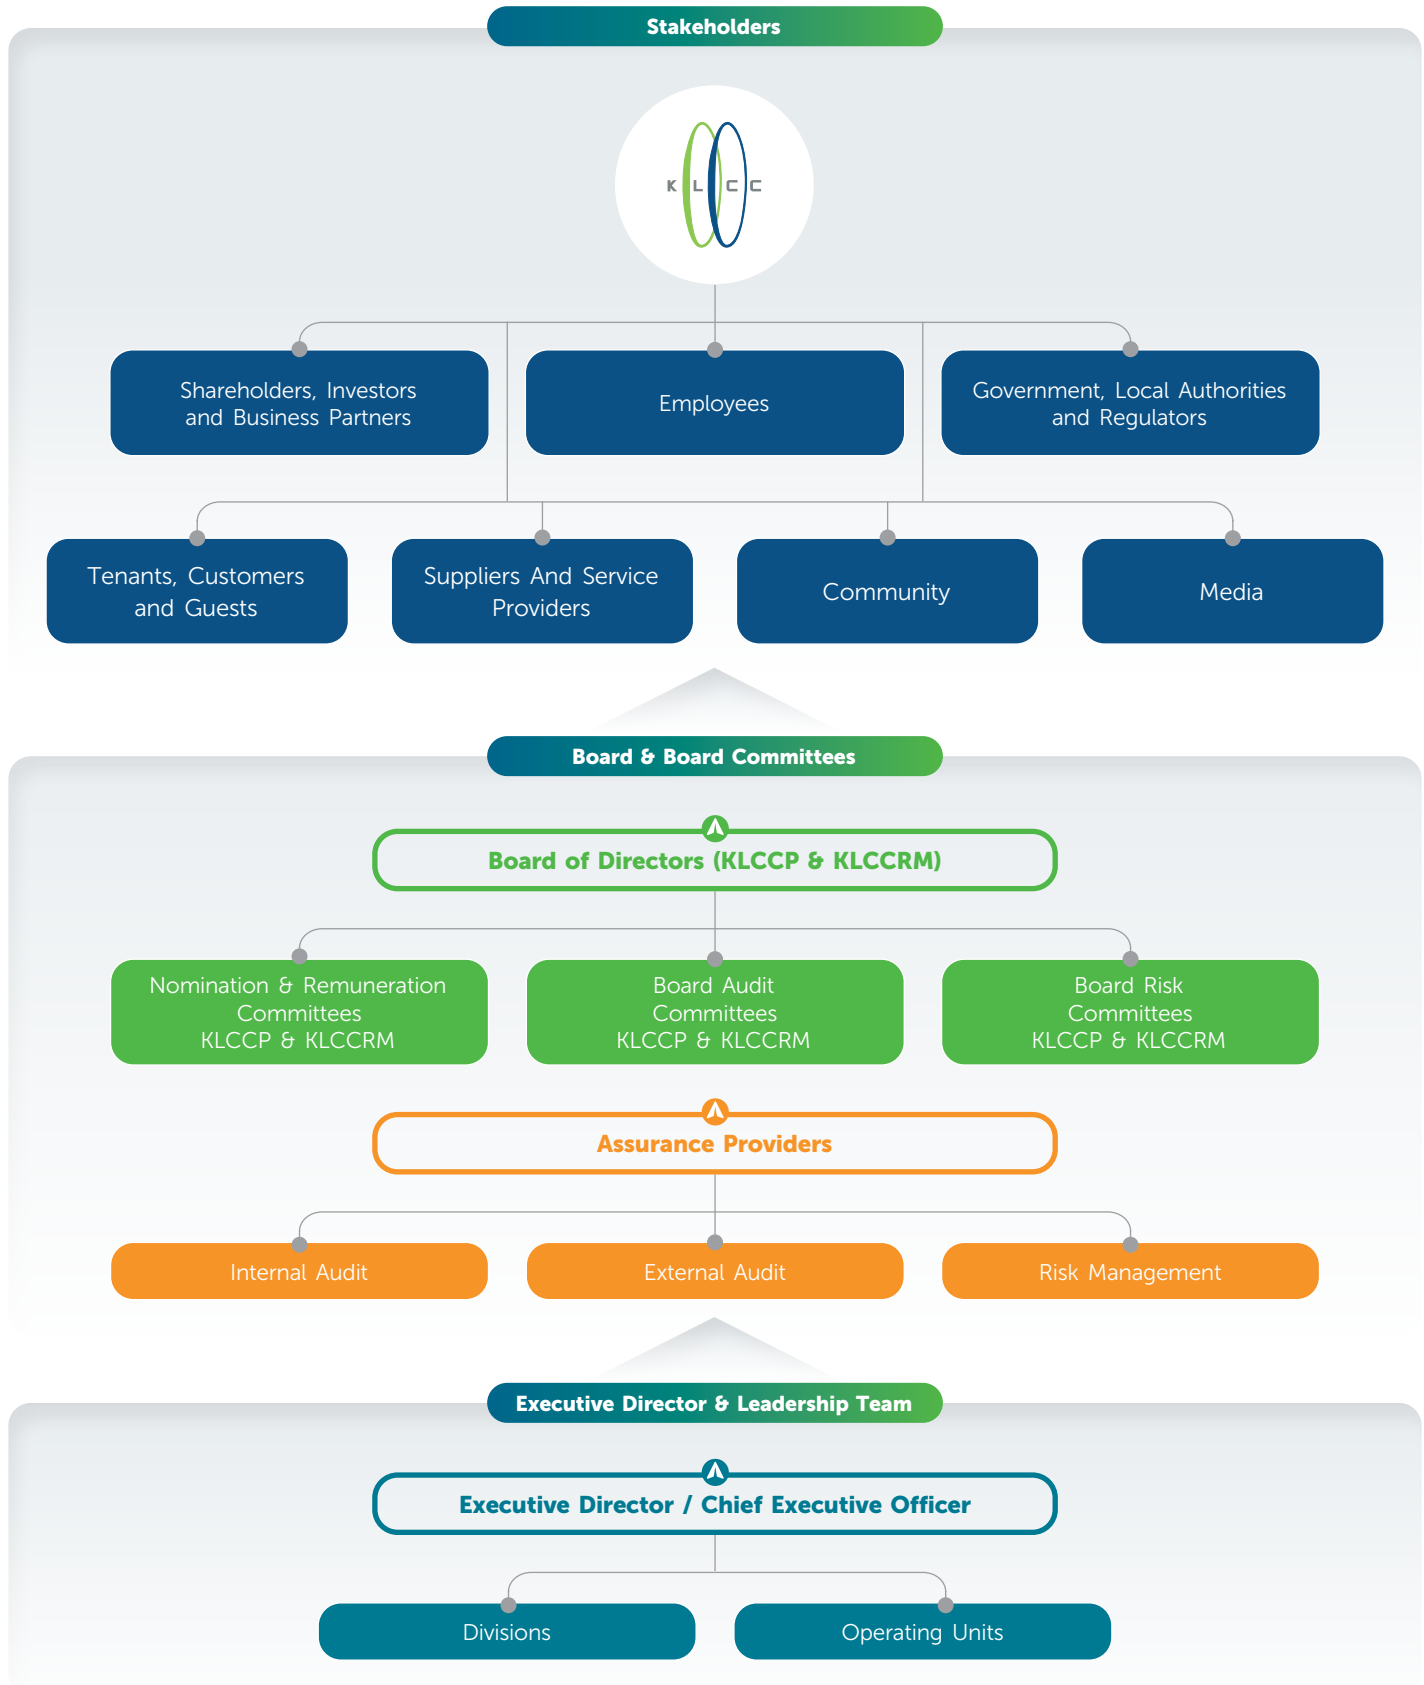 Stakeholders
K L C C
Shareholders, Investors
and Business Partners
Employees
Government, Local Authorities
and Regulators
Tenants, Customers
and Guests
Suppliers And Service
Providers
Community
Media
Board & Board Committees
Board of Directors (KLCCP & KLCCRM)
Nomination & Remuneration
Committees
KLCCP & KLCCRM
Board Audit
Committees
KLCCP & KLCCRM
Board Risk
Committees
KLCCP & KLCCRM
Assurance Providers
Internal Audit
External Audit
Risk Management
Executive Director & Leadership Team
Executive Director / Chief Executive Officer
Divisions
Operating Units